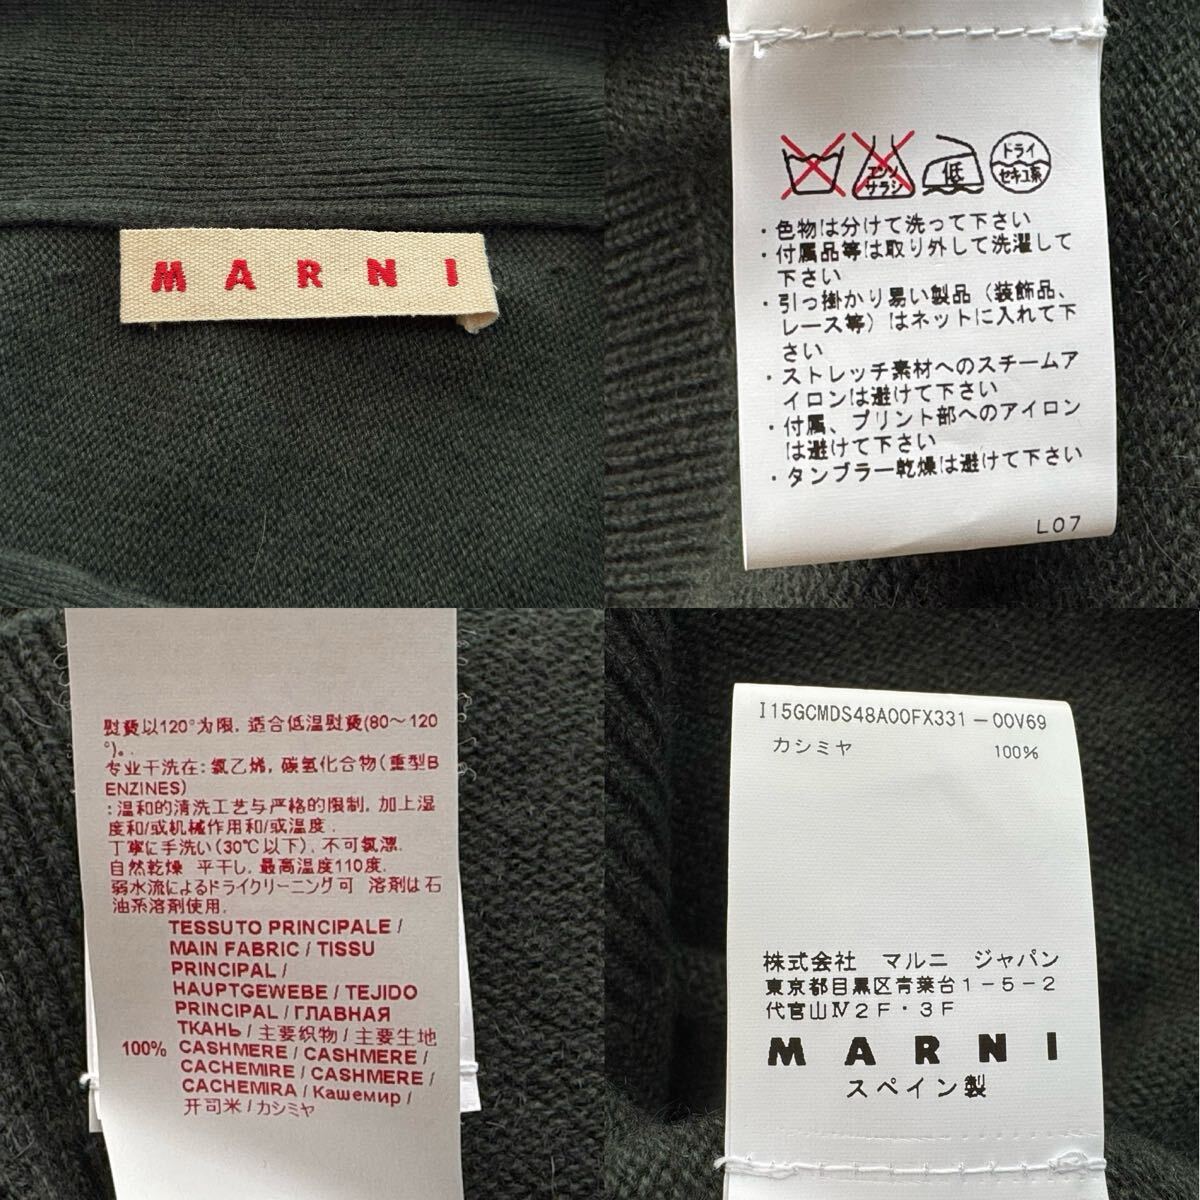 MARNI
エンソ
サラシ
低
ドライ
セキユ系
・色物は分けて洗って下さい
・付属品等は取り外して洗濯して
下さい
・引っ掛かり易い製品（装飾品、
レース等）はネットに入れて下
さい
・ストレッチ素材へのスチームア
イロンは避けて下さい
・付属、プリント部へのアイロン
は避けて下さい
・タンブラー乾燥は避けて下さい
L07
熨燙以120°为限, 适合低温熨燙(80〜120
°)。.
专业干洗在: 氯乙烯, 碳氢化合物(重型B
ENZINES)
:温和的清洗工艺与严格的限制, 加上湿
度和/或机械作用和/或温度.
丁寧に手洗い(30℃以下), 不可氯漂.
自然乾燥 平干し, 最高温度110度.
弱水流によるドライクリーニング可 溶剤は石
油系溶剤使用.
TESSUTO PRINCIPALE /
MAIN FABRIC / TISSU
PRINCIPAL /
HAUPTGEWEBE / TEJIDO
PRINCIPAL / ГЛАВНАЯ
ТКАНЬ / 主要织物 / 主要生地
100% CASHMERE / CASHMERE /
CACHEMIRE / CASHMERE /
CACHEMIRA / Кашемир /
开司米 / カシミヤ
I15GCMDS48A00FX331-00V69
カシミヤ 100%
株式会社 マルニ ジャパン
東京都目黒区青葉台1-5-2
代官山Ⅳ2F・3F
MARNI
スペイン製